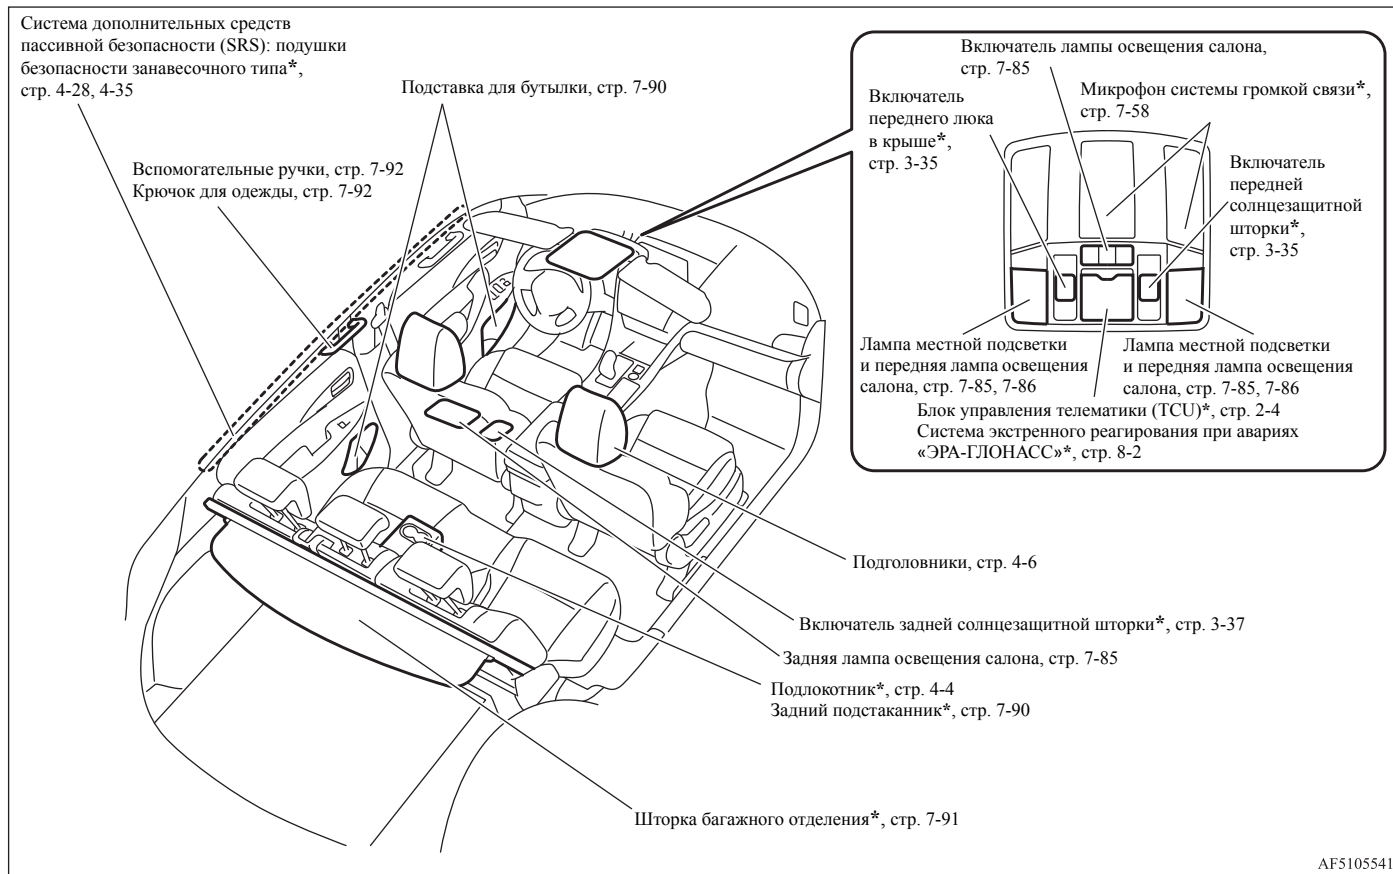 Система дополнительных средств
пассивной безопасности (SRS): подушки
безопасности занавесочного типа*,
стр. 4-28, 4-35
Подставка для бутылки, стр. 7-90
Вспомогательные ручки, стр. 7-92
Крючок для одежды, стр. 7-92
Включатель лампы освещения салона,
стр. 7-85
Микрофон системы громкой связи*,
стр. 7-58
Включатель
переднего люка
в крыше*,
стр. 3-35
Включатель
передней
солнцезащитной
шторки*,
стр. 3-35
Лампа местной подсветки
и передняя лампа освещения
салона, стр. 7-85, 7-86
Лампа местной подсветки
и передняя лампа освещения
салона, стр. 7-85, 7-86
Блок управления телематики (TCU)*, стр. 2-4
Система экстренного реагирования при авариях
«ЭРА-ГЛОНАСС»*, стр. 8-2
Подголовники, стр. 4-6
Включатель задней солнцезащитной шторки*, стр. 3-37
Задняя лампа освещения салона, стр. 7-85
Подлокотник*, стр. 4-4
Задний подстаканник*, стр. 7-90
Шторка багажного отделения*, стр. 7-91
AF5105541